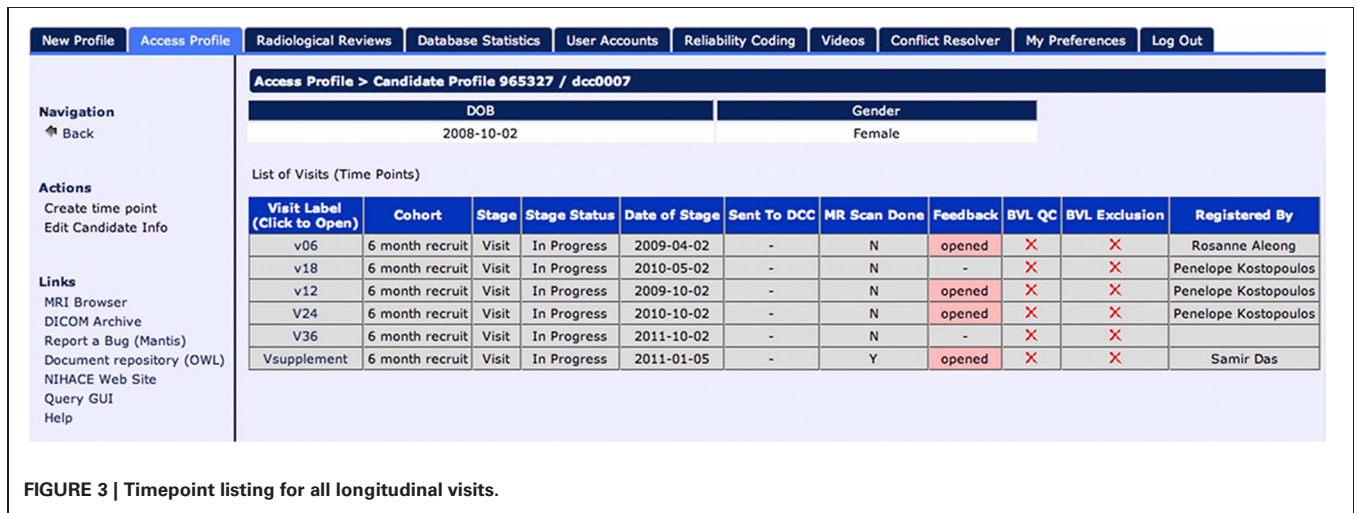 New Profile Access Profile Radiological Reviews Database Statistics User Accounts Reliability Coding Videos Conflict Resolver My Preferences Log Out
Navigation
Back
Actions
Create time point
Edit Candidate Info
Links
MRI Browser
DICOM Archive
Report a Bug (Mantis)
Document repository (OWL)
NIHACE Web Site
Query GUI
Help
Access Profile > Candidate Profile 965327 / dcc0007
DOB Gender
2008-10-02 Female
List of Visits (Time Points)
Visit Label (Click to Open) Cohort Stage Stage Status Date of Stage Sent To DCC MR Scan Done Feedback BVL QC BVL Exclusion Registered By
v06 6 month recruit Visit In Progress 2009-04-02 - N opened X X Rosanne Aleong
v18 6 month recruit Visit In Progress 2010-05-02 - N - X X Penelope Kostopoulos
v12 6 month recruit Visit In Progress 2009-10-02 - N opened X X Penelope Kostopoulos
V24 6 month recruit Visit In Progress 2010-10-02 - N opened X X Penelope Kostopoulos
V36 6 month recruit Visit In Progress 2011-10-02 - N - X X
Vsupplement 6 month recruit Visit In Progress 2011-01-05 - Y opened X X Samir Das
FIGURE 3 | Timepoint listing for all longitudinal visits.